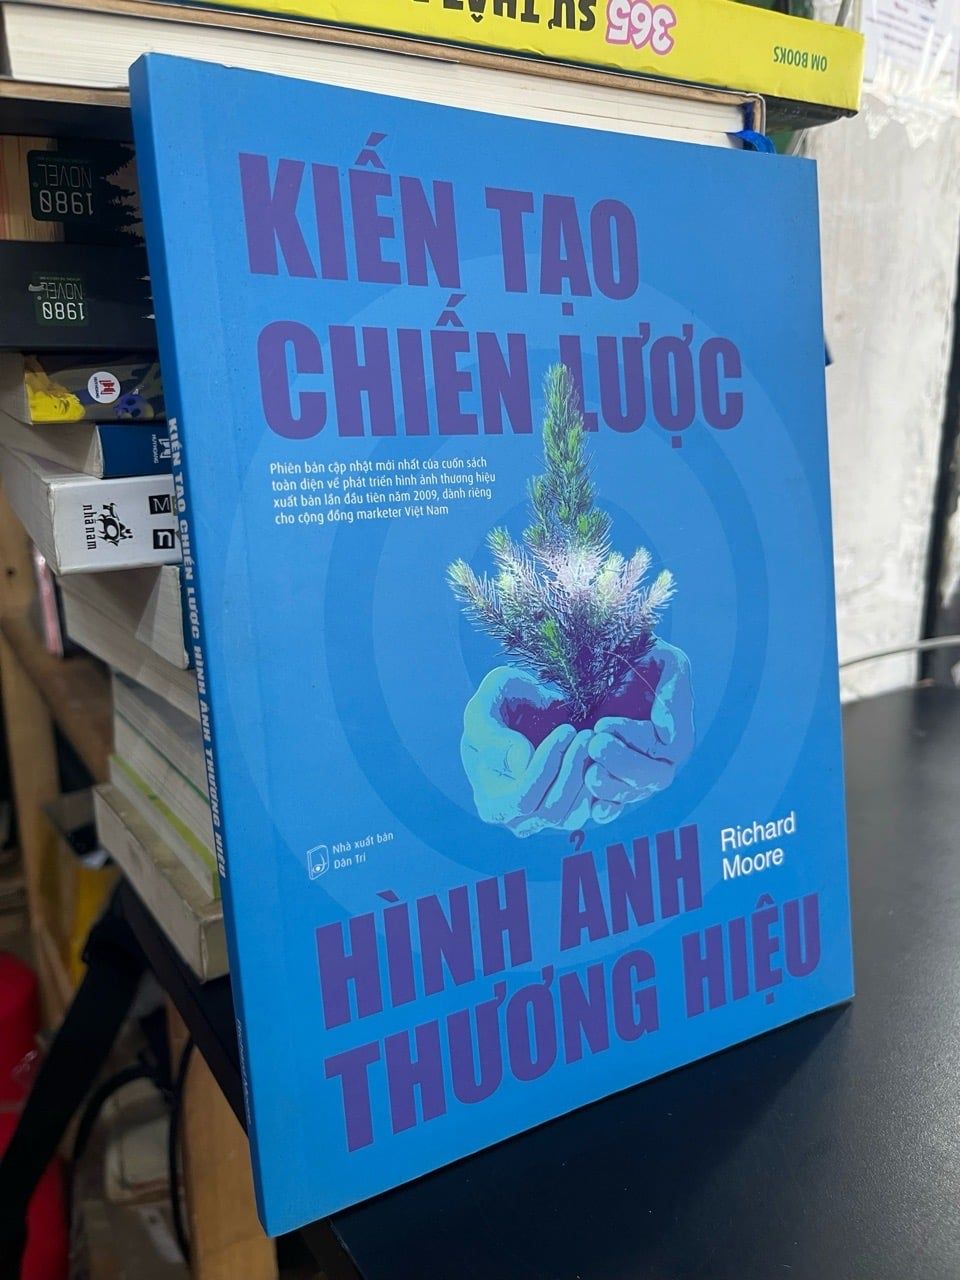 365 SỰ THẬT
OM BOOKS
1980
NOVEL
1980
NOVEL
nhã nam
KIẾN TẠO
CHIẾN LƯỢC
Phiên bản cập nhật mới nhất của cuốn sách
toàn diện về phát triển hình ảnh thương hiệu
xuất bản lần đầu tiên năm 2009, dành riêng
cho cộng đồng marketer Việt Nam
Nhà xuất bản
Dân Trí
Richard
Moore
HÌNH ẢNH
THƯƠNG HIỆU
KIẾN TẠO CHIẾN LƯỢC HÌNH ẢNH THƯƠNG HIỆU